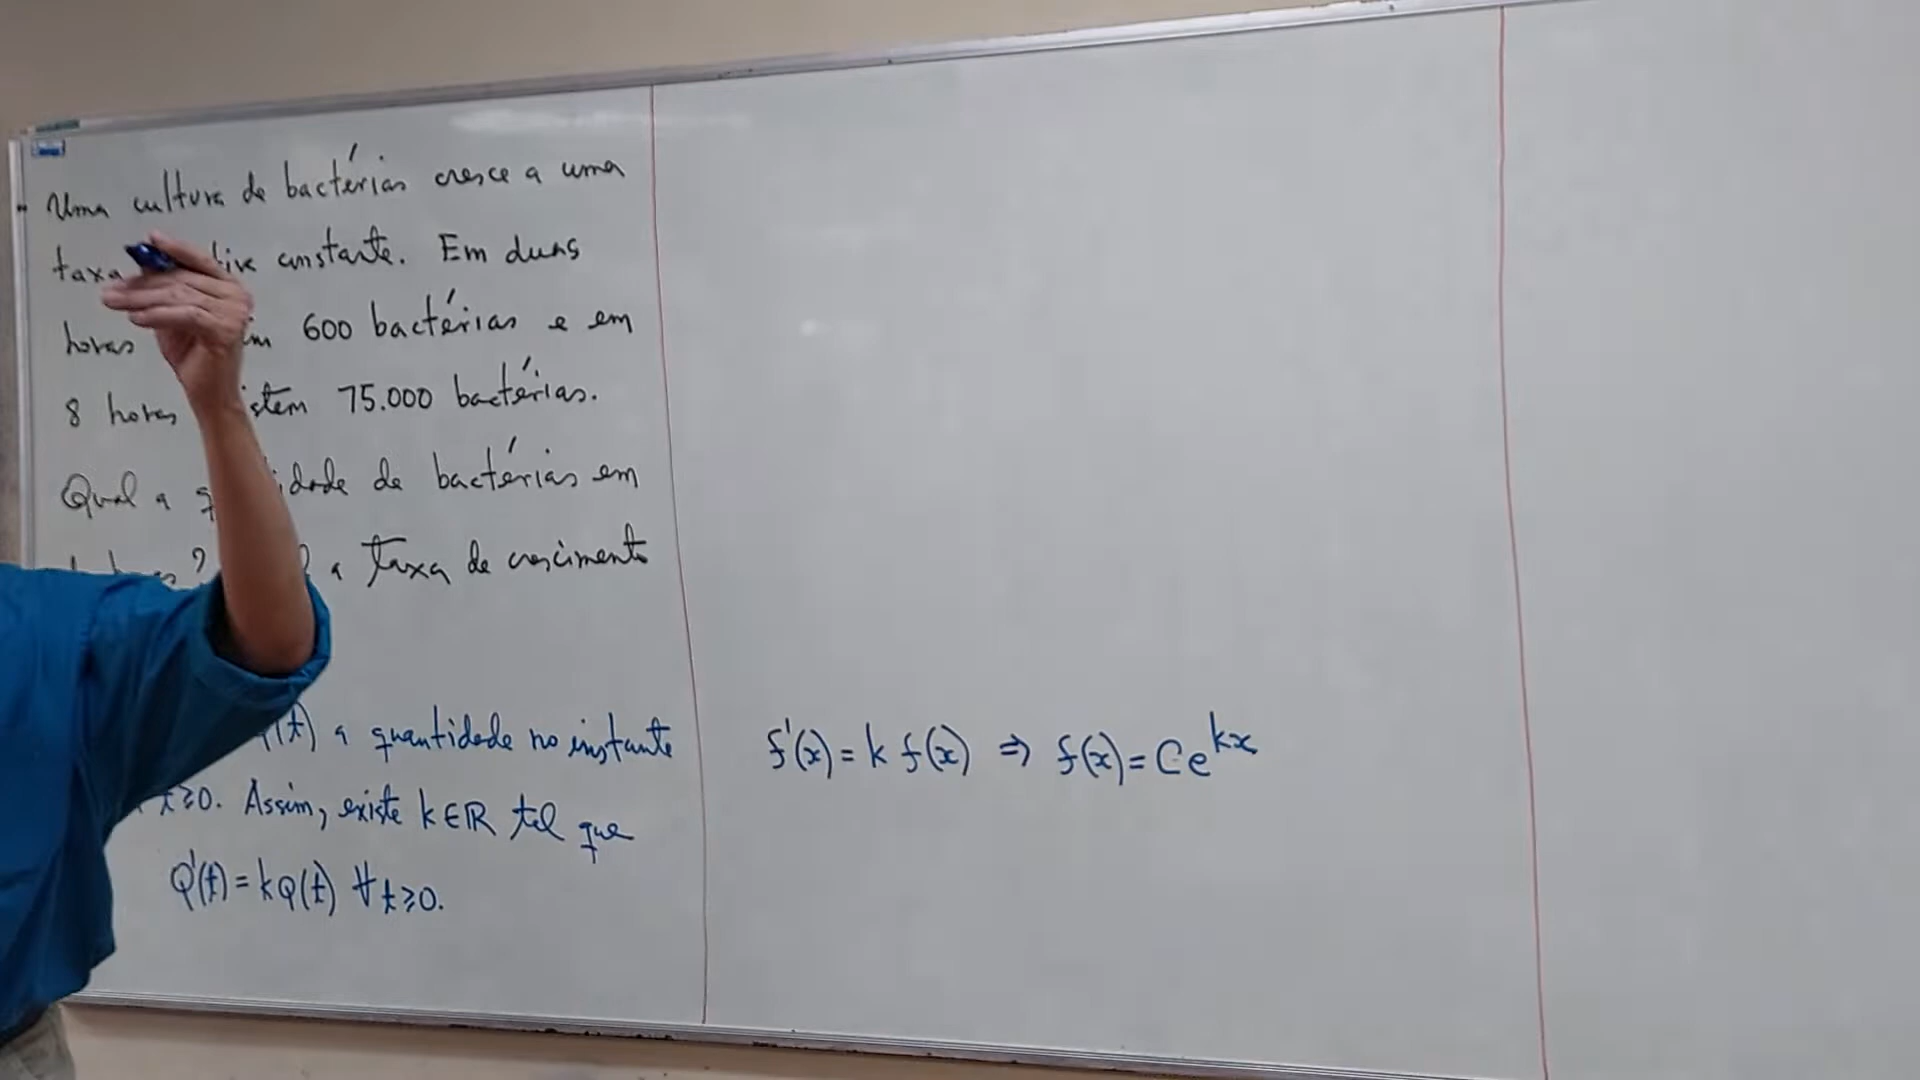 Uma cultura de bactérias cresce a uma
taxa constante. Em duas
horas 600 bactérias e em
8 horas 75.000 bactérias.
Qual a de bactérias em
? a taxa de crescimento
(t) a quantidade no instante
t≥0. Assim, existe k∈ℝ tal que
Q'(t) = kQ(t) ∀t≥0.
f'(x) = k f(x) ⇒ f(x) = Ce^{kx}